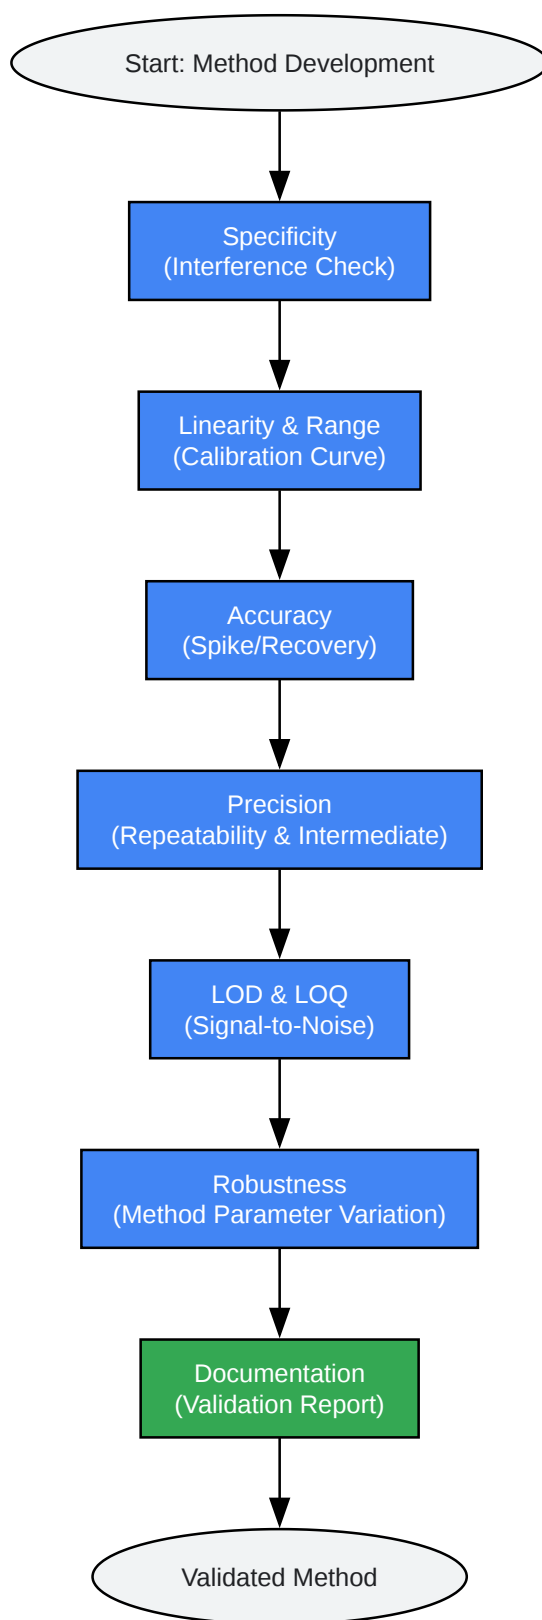 Start: Method Development
Specificity
(Interference Check)
Linearity & Range
(Calibration Curve)
Accuracy
(Spike/Recovery)
Precision
(Repeatability & Intermediate)
LOD & LOQ
(Signal-to-Noise)
Robustness
(Method Parameter Variation)
Documentation
(Validation Report)
Validated Method